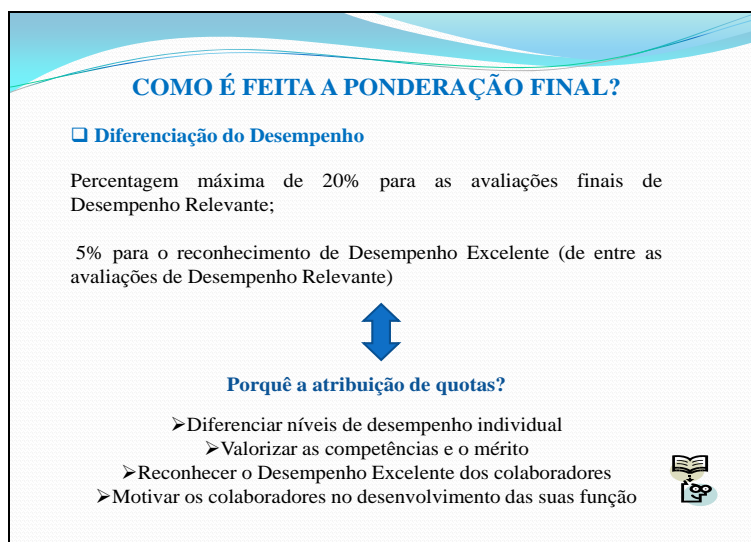 COMO É FEITA A PONDERAÇÃO FINAL?
❑ Diferenciação do Desempenho
Percentagem máxima de 20% para as avaliações finais de
Desempenho Relevante;
5% para o reconhecimento de Desempenho Excelente (de entre as
avaliações de Desempenho Relevante)
Porquê a atribuição de quotas?
➢Diferenciar níveis de desempenho individual
➢Valorizar as competências e o mérito
➢Reconhecer o Desempenho Excelente dos colaboradores
➢Motivar os colaboradores no desenvolvimento das suas função